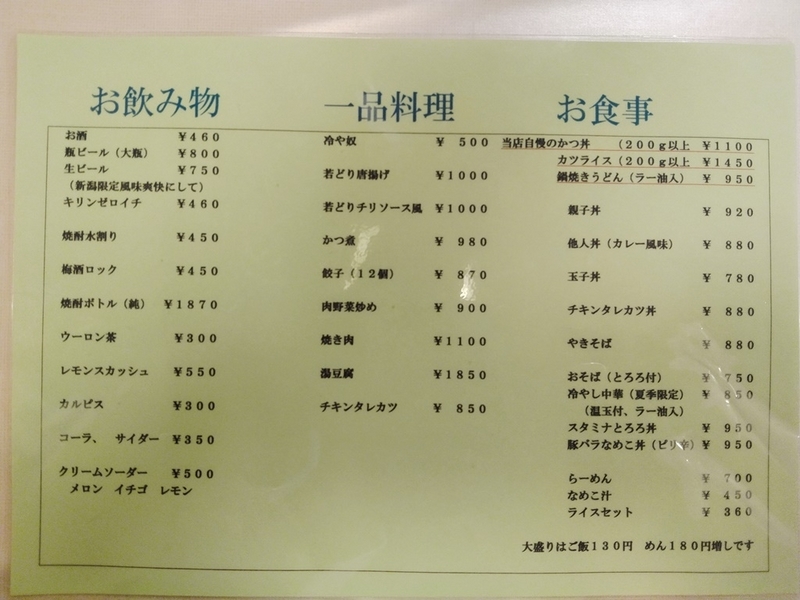 お飲み物
お酒 ￥４６０
瓶ビール（大瓶） ￥８００
生ビール ￥７５０
（新潟限定風味爽快にして）
キリンゼロイチ ￥４６０
焼酎水割り ￥４５０
梅酒ロック ￥４５０
焼酎ボトル（純） ￥１８７０
ウーロン茶 ￥３００
レモンスカッシュ ￥５５０
カルピス ￥３００
コーラ、 サイダー ￥３５０
クリームソーダー ￥５００
メロン イチゴ レモン
一品料理
冷や奴 ￥ ５００
若どり唐揚げ ￥１０００
若どりチリソース風 ￥１０００
かつ煮 ￥ ９８０
餃子（１２個） ￥ ８７０
肉野菜炒め ￥ ９００
焼き肉 ￥１１００
湯豆腐 ￥１８５０
チキンタレカツ ￥ ８５０
お食事
当店自慢のかつ丼 （２００ｇ以上 ￥１１００
カツライス（２００ｇ以上 ￥１４５０
鍋焼きうどん（ラー油入） ￥ ９５０
親子丼 ￥ ９２０
他人丼（カレー風味） ￥ ８８０
玉子丼 ￥ ７８０
チキンタレカツ丼 ￥ ８８０
やきそば ￥ ８８０
おそば（とろろ付） ￥ ７５０
冷やし中華（夏季限定） ￥ ８５０
（温玉付、ラー油入）
スタミナとろろ丼 ￥ ９５０
豚バラなめこ丼（ピリ辛） ￥ ９５０
らーめん ￥ ７００
なめこ汁 ￥ ４５０
ライスセット ￥ ３６０
大盛りはご飯１３０円 めん１８０円増しです